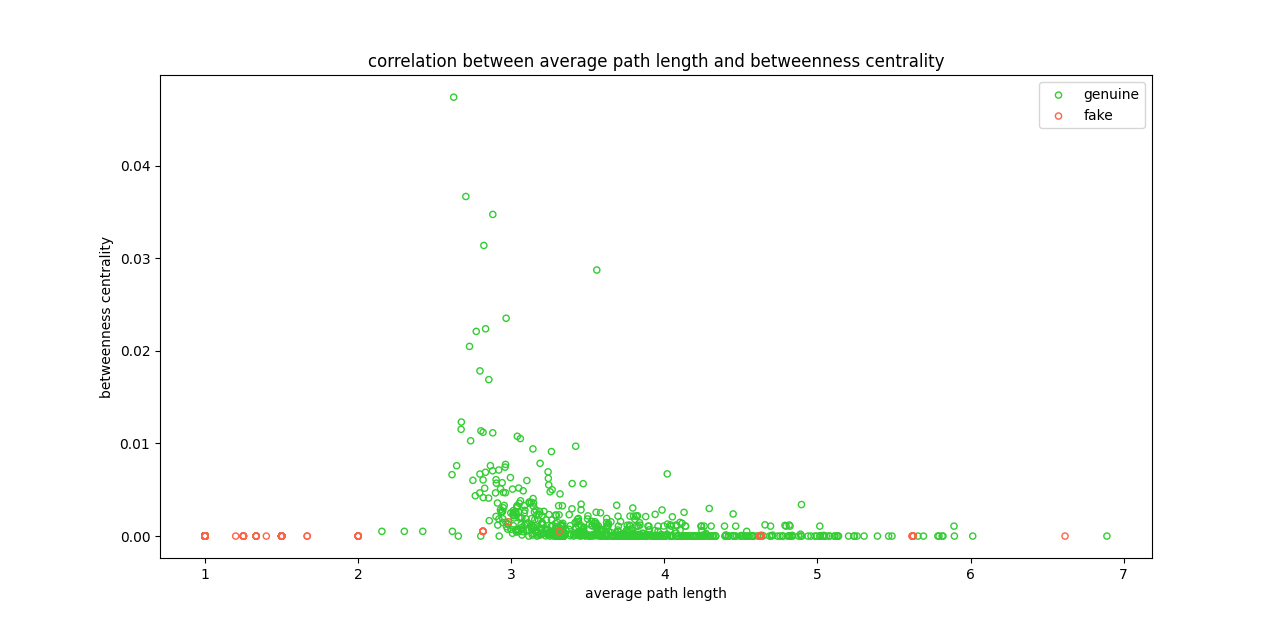 correlation between average path length and betweenness centrality
genuine
fake
betweenness centrality
0.04
0.03
0.02
0.01
0.00
1 2 3 4 5 6 7
average path length